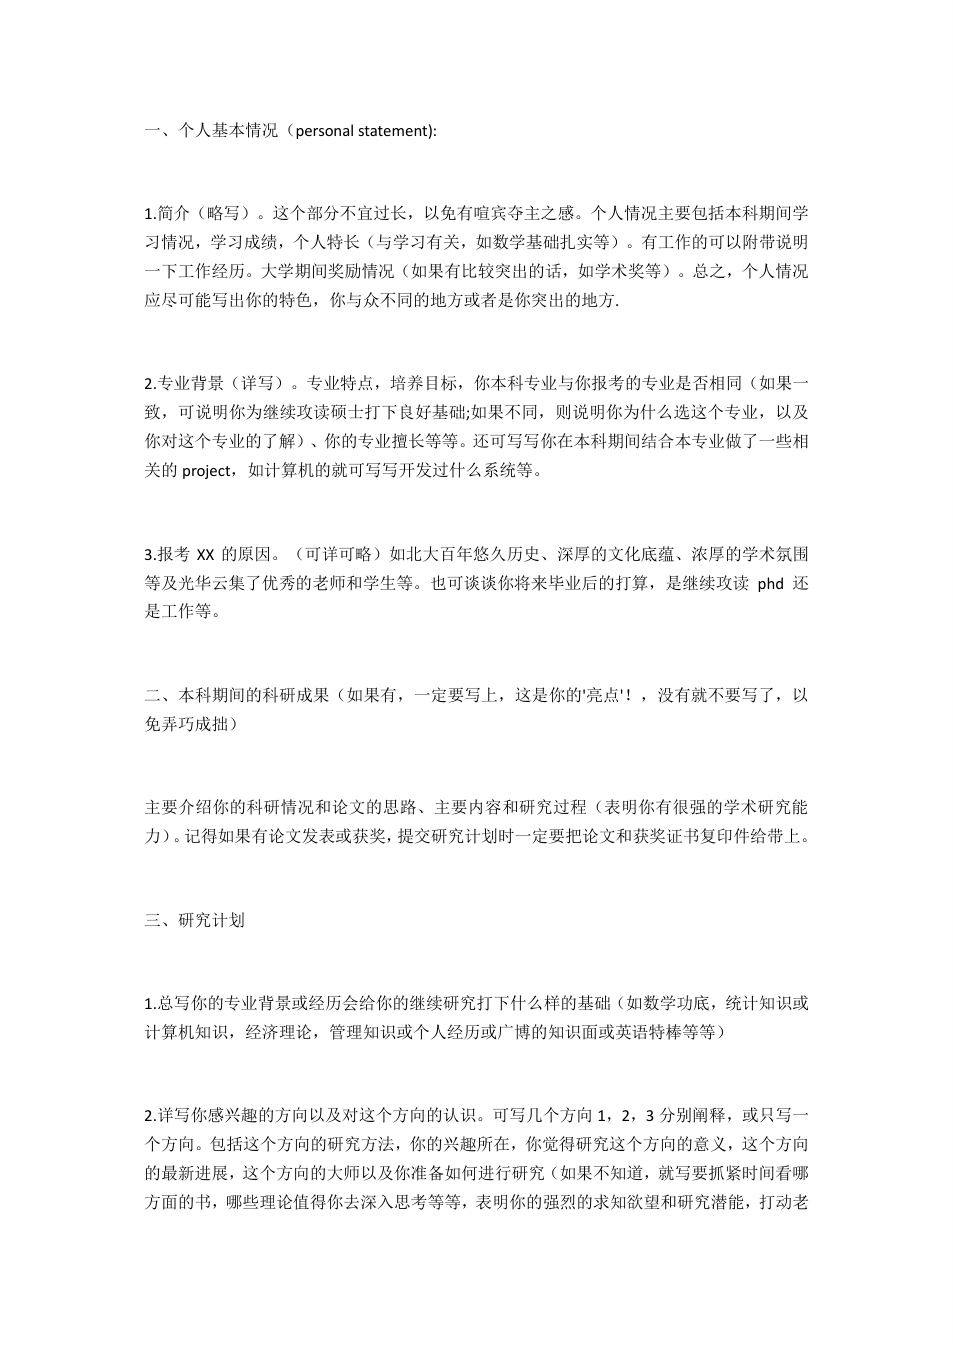 一、个人基本情况（personal statement):
1.简介（略写）。这个部分不宜过长，以免有喧宾夺主之感。个人情况主要包括本科期间学
习情况，学习成绩，个人特长（与学习有关，如数学基础扎实等）。有工作的可以附带说明
一下工作经历。大学期间奖励情况（如果有比较突出的话，如学术奖等）。总之，个人情况
应尽可能写出你的特色，你与众不同的地方或者是你突出的地方.
2.专业背景（详写）。专业特点，培养目标，你本科专业与你报考的专业是否相同（如果一
致，可说明你为继续攻读硕士打下良好基础;如果不同，则说明你为什么选这个专业，以及
你对这个专业的了解）、你的专业擅长等等。还可写写你在本科期间结合本专业做了一些相
关的 project，如计算机的就可写写开发过什么系统等。
3.报考 XX 的原因。（可详可略）如北大百年悠久历史、深厚的文化底蕴、浓厚的学术氛围
等及光华云集了优秀的老师和学生等。也可谈谈你将来毕业后的打算，是继续攻读 phd 还
是工作等。
二、本科期间的科研成果（如果有，一定要写上，这是你的'亮点'！，没有就不要写了，以
免弄巧成拙）
主要介绍你的科研情况和论文的思路、主要内容和研究过程（表明你有很强的学术研究能
力）。记得如果有论文发表或获奖，提交研究计划时一定要把论文和获奖证书复印件给带上。
三、研究计划
1.总写你的专业背景或经历会给你的继续研究打下什么样的基础（如数学功底，统计知识或
计算机知识，经济理论，管理知识或个人经历或广博的知识面或英语特棒等等）
2.详写你感兴趣的方向以及对这个方向的认识。可写几个方向 1，2，3 分别阐释，或只写一
个方向。包括这个方向的研究方法，你的兴趣所在，你觉得研究这个方向的意义，这个方向
的最新进展，这个方向的大师以及你准备如何进行研究（如果不知道，就写要抓紧时间看哪
方面的书，哪些理论值得你去深入思考等等，表明你的强烈的求知欲望和研究潜能，打动老